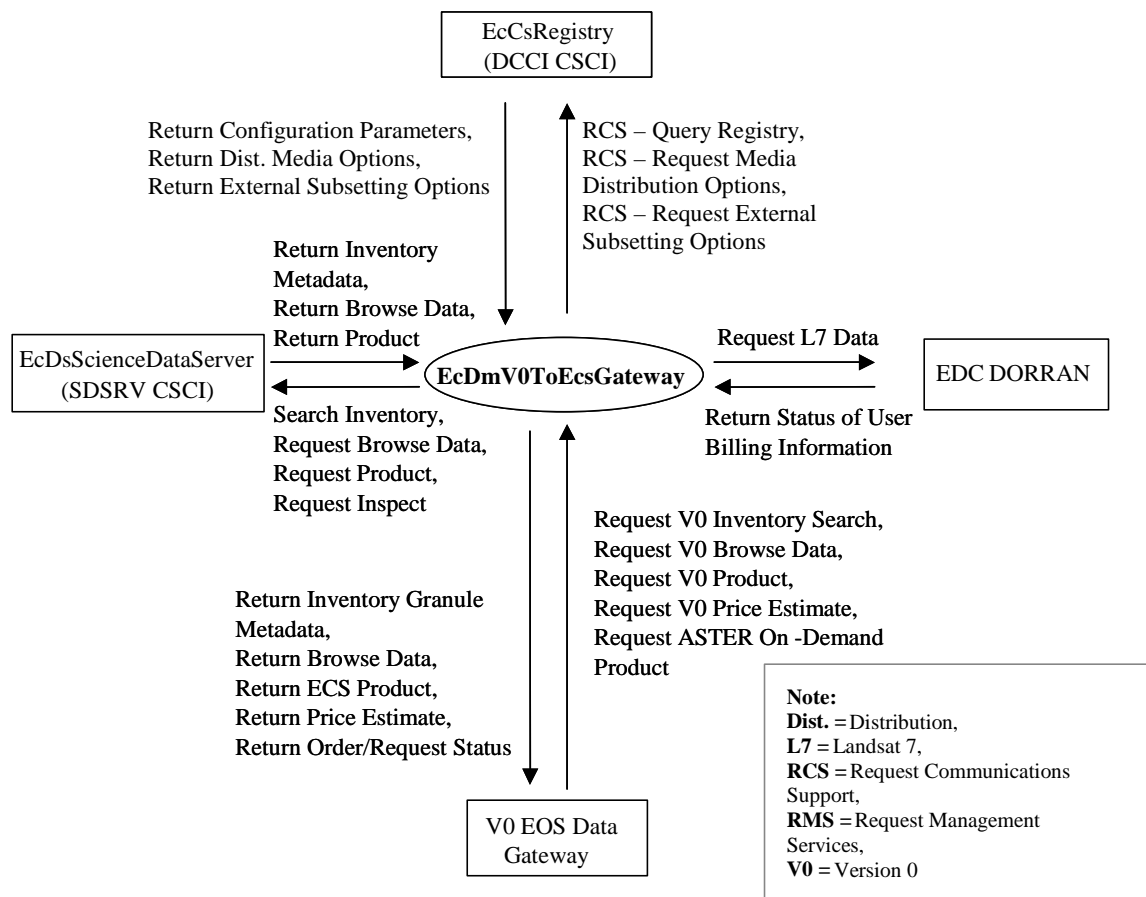 EcCsRegistry
(DCCI CSCI)
Return Configuration Parameters,
Return Dist. Media Options,
Return External Subsetting Options
RCS – Query Registry,
RCS – Request Media
Distribution Options,
RCS – Request External
Subsetting Options
Return Inventory
Metadata,
Return Browse Data,
Return Product
EcDsScienceDataServer
(SDSRV CSCI)
EcDmV0ToEcsGateway
Request L7 Data
EDC DORRAN
Return Status of User
Billing Information
Search Inventory,
Request Browse Data,
Request Product,
Request Inspect
Request V0 Inventory Search,
Request V0 Browse Data,
Request V0 Product,
Request V0 Price Estimate,
Request ASTER On -Demand
Product
Return Inventory Granule
Metadata,
Return Browse Data,
Return ECS Product,
Return Price Estimate,
Return Order/Request Status
V0 EOS Data
Gateway
Note:
Dist. = Distribution,
L7 = Landsat 7,
RCS = Request Communications
Support,
RMS = Request Management
Services,
V0 = Version 0